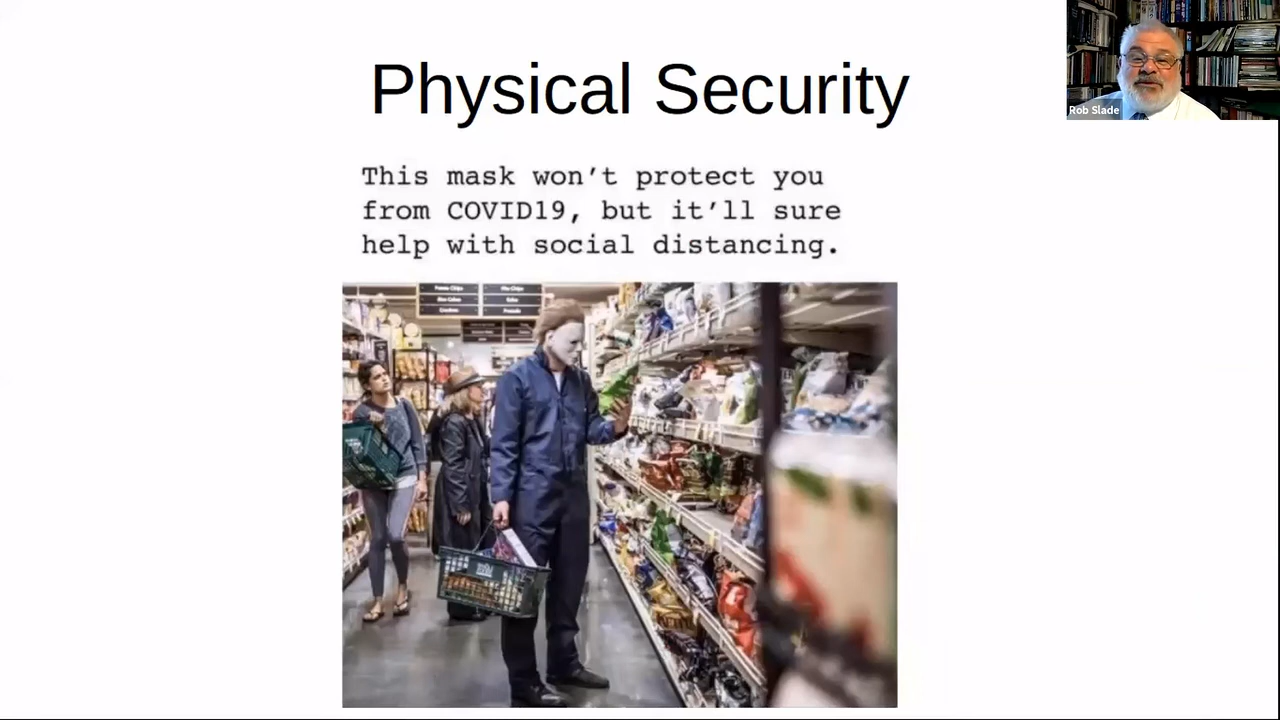 Physical Security
Rob Slade
This mask won't protect you
from COVID19, but it'll sure
help with social distancing.